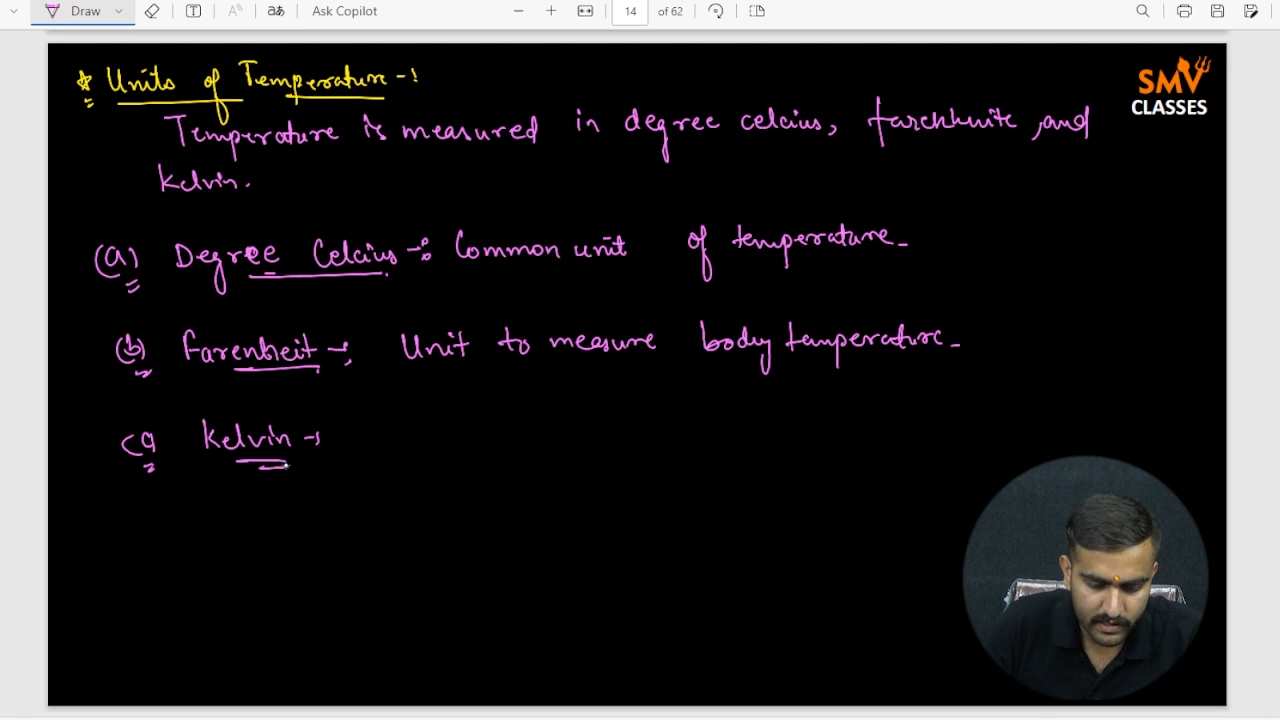 Draw
Ask Copilot
14 of 62
* Units of Temperature -:
SMV
CLASSES
Temperature is measured in degree celcius, farehhnite, and
Kelvin.
(a) Degree Celcius -: Common unit of temperature -
(b) Farenheit -: Unit to measure body temperature -
(c) Kelvin -: